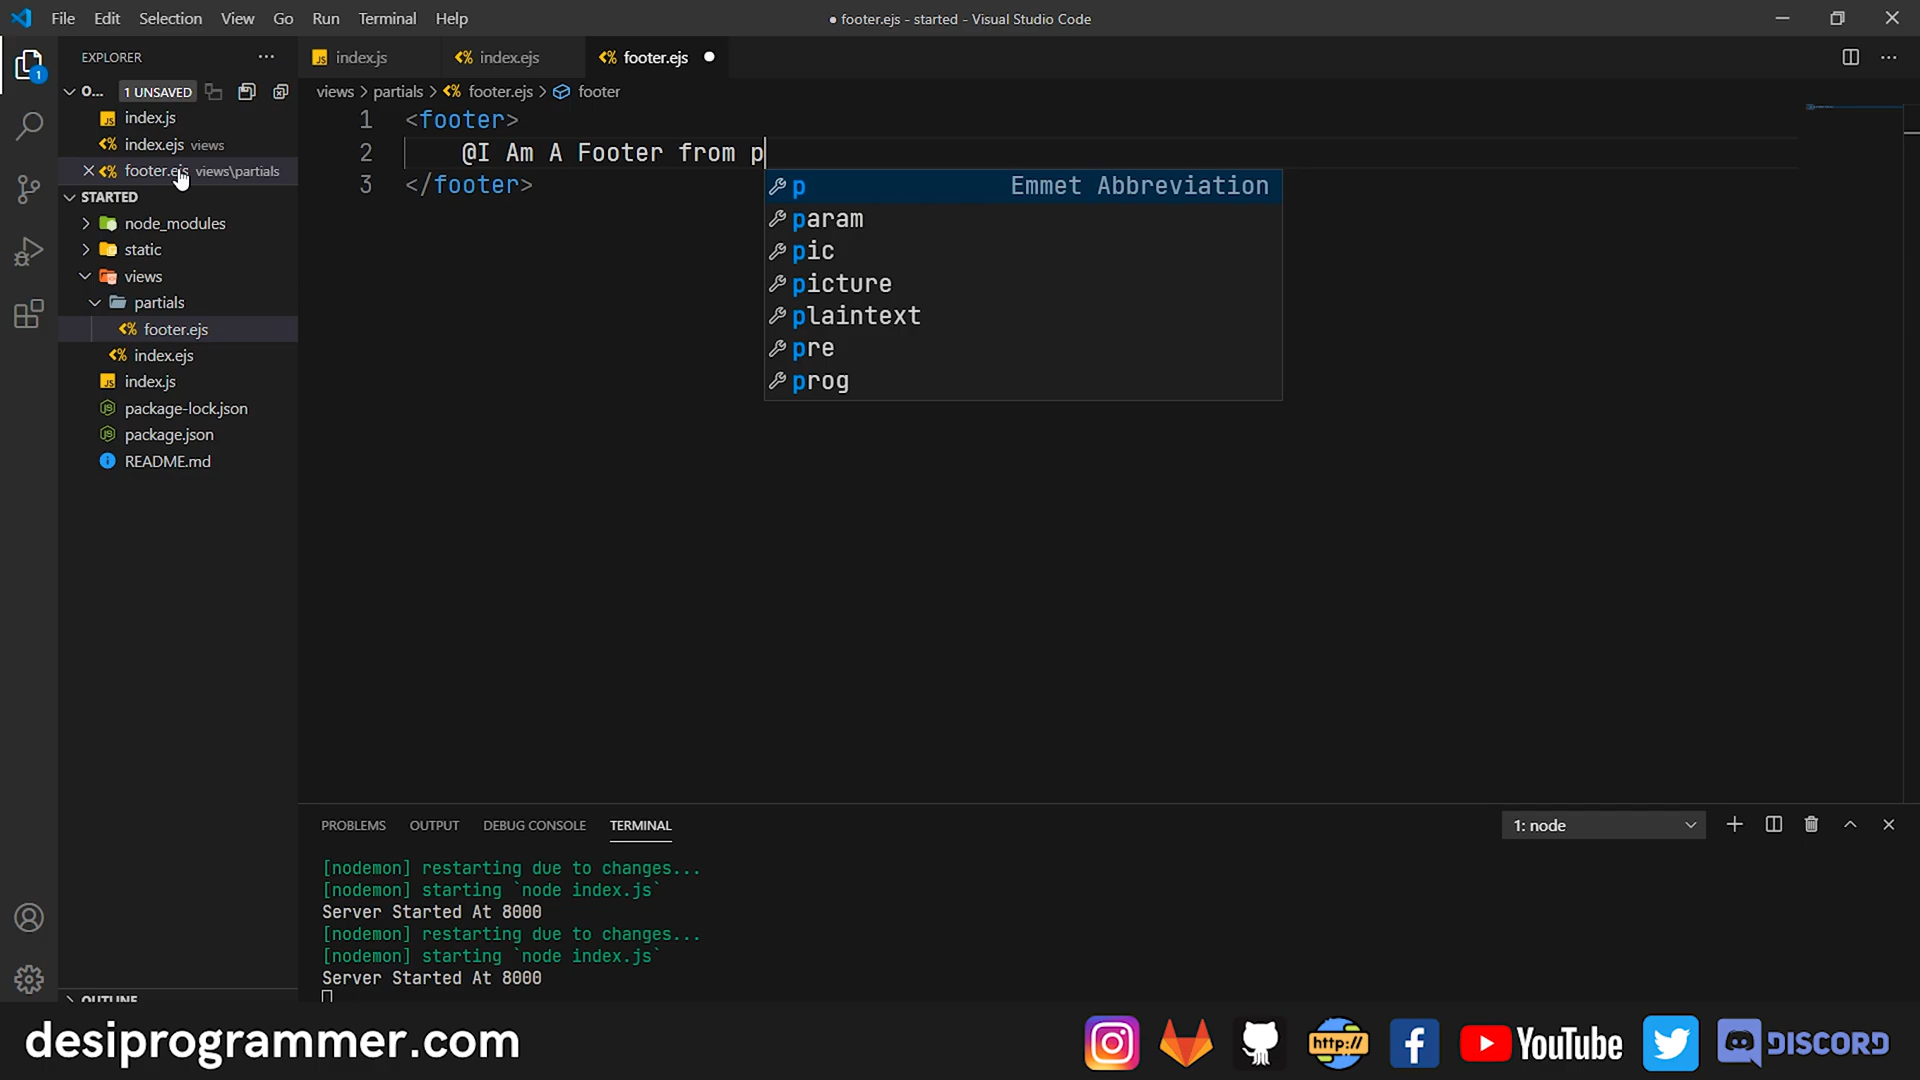 File Edit Selection View Go Run Terminal Help
● footer.ejs - started - Visual Studio Code
EXPLORER
JS index.js
index.ejs
footer.ejs
O... 1 UNSAVED
views > partials > footer.ejs > footer
JS index.js
index.ejs views
footer.ejs views\partials
STARTED
node_modules
static
views
partials
footer.ejs
index.ejs
JS index.js
package-lock.json
package.json
README.md
OUTLINE
1 <footer>
2 @I Am A Footer from p
3 </footer>
p Emmet Abbreviation
param
pic
picture
plaintext
pre
prog
PROBLEMS OUTPUT DEBUG CONSOLE TERMINAL
1: node
[nodemon] restarting due to changes...
[nodemon] starting `node index.js`
Server Started At 8000
[nodemon] restarting due to changes...
[nodemon] starting `node index.js`
Server Started At 8000
desiprogrammer.com
http://
YouTube
DISCORD